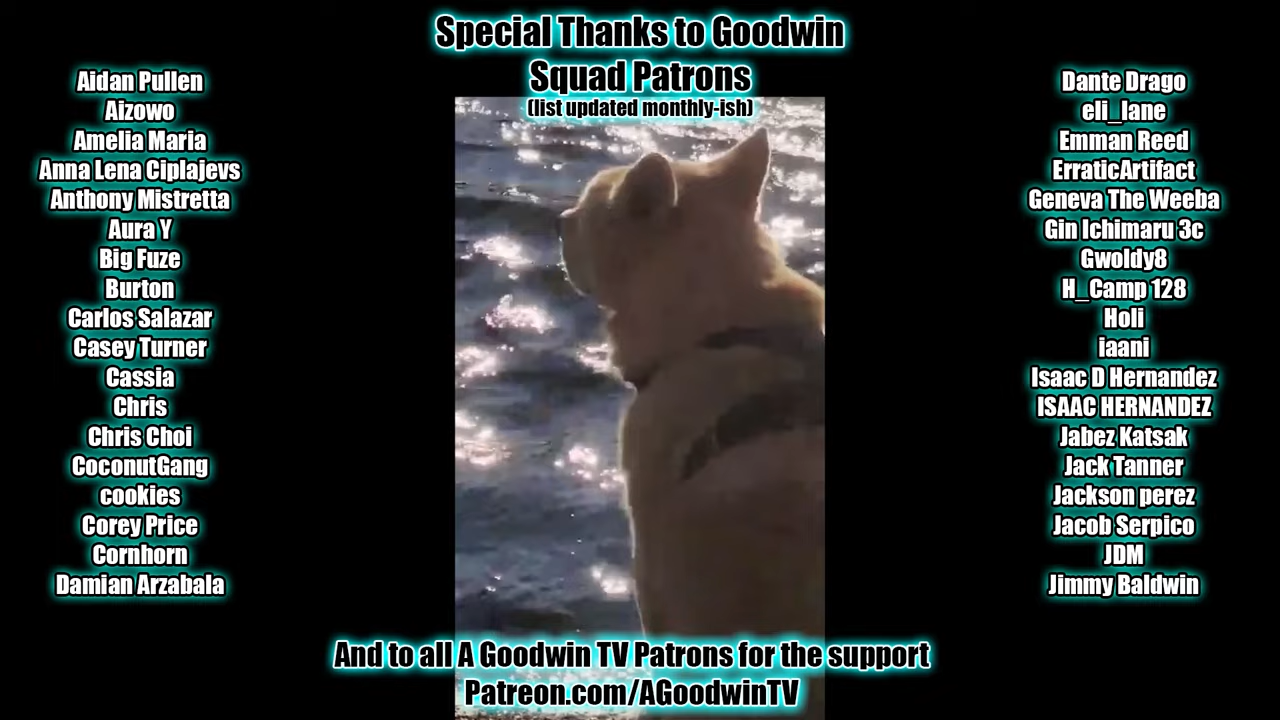 Special Thanks to Goodwin
Squad Patrons
(list updated monthly-ish)
Aidan Pullen
Aizowo
Amelia Maria
Anna Lena Ciplajevs
Anthony Mistretta
Aura Y
Big Fuze
Burton
Carlos Salazar
Casey Turner
Cassia
Chris
Chris Choi
CoconutGang
cookies
Corey Price
Cornhorn
Damian Arzabala
Dante Drago
eli_lane
Emman Reed
ErraticArtifact
Geneva The Weeba
Gin Ichimaru 3c
Gwoldy8
H_Camp 128
Holi
iaani
Isaac D Hernandez
ISAAC HERNANDEZ
Jabez Katsak
Jack Tanner
Jackson perez
Jacob Serpico
JDM
Jimmy Baldwin
And to all A Goodwin TV Patrons for the support
Patreon.com/AGoodwinTV